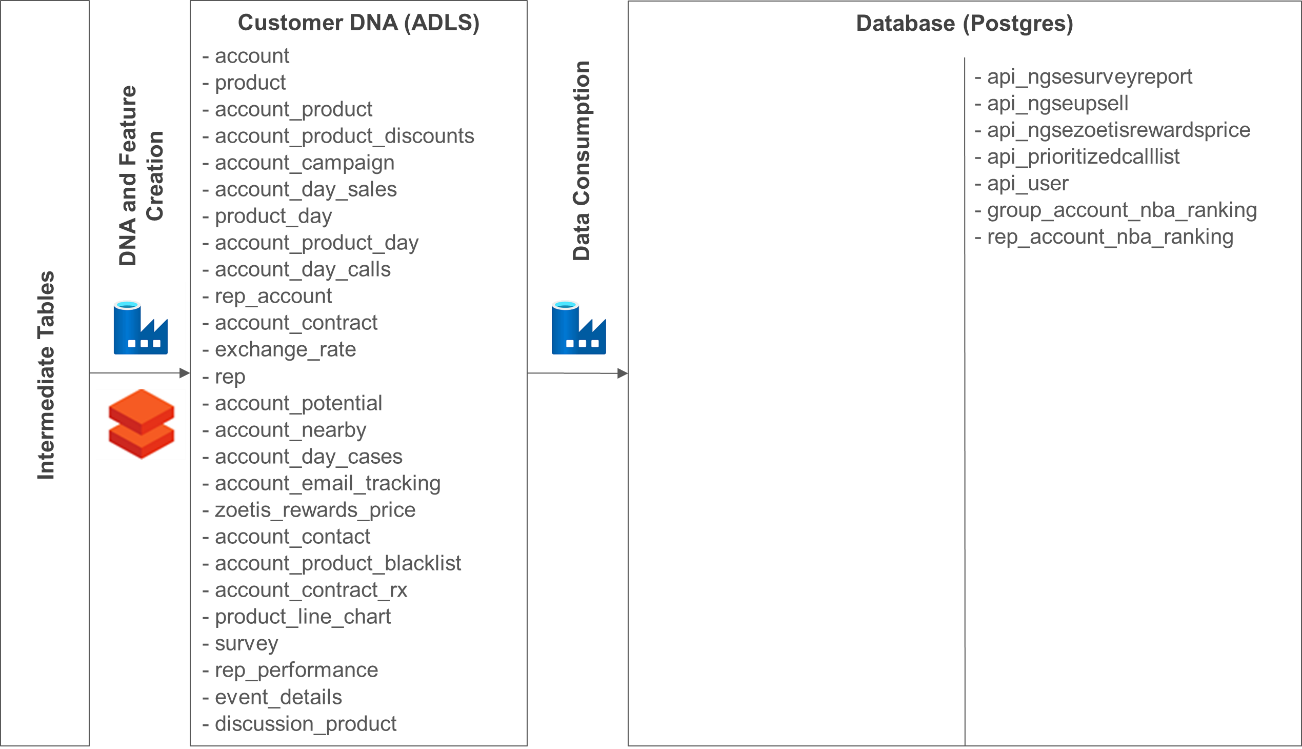 Intermediate Tables
DNA and Feature
Creation
Customer DNA (ADLS)
- account
- product
- account_product
- account_product_discounts
- account_campaign
- account_day_sales
- product_day
- account_product_day
- account_day_calls
- rep_account
- account_contract
- exchange_rate
- rep
- account_potential
- account_nearby
- account_day_cases
- account_email_tracking
- zoetis_rewards_price
- account_contact
- account_product_blacklist
- account_contract_rx
- product_line_chart
- survey
- rep_performance
- event_details
- discussion_product
Data Consumption
Database (Postgres)
- api_ngsesurveyreport
- api_ngseupsell
- api_ngsezoetisrewardsprice
- api_prioritizedcalllist
- api_user
- group_account_nba_ranking
- rep_account_nba_ranking